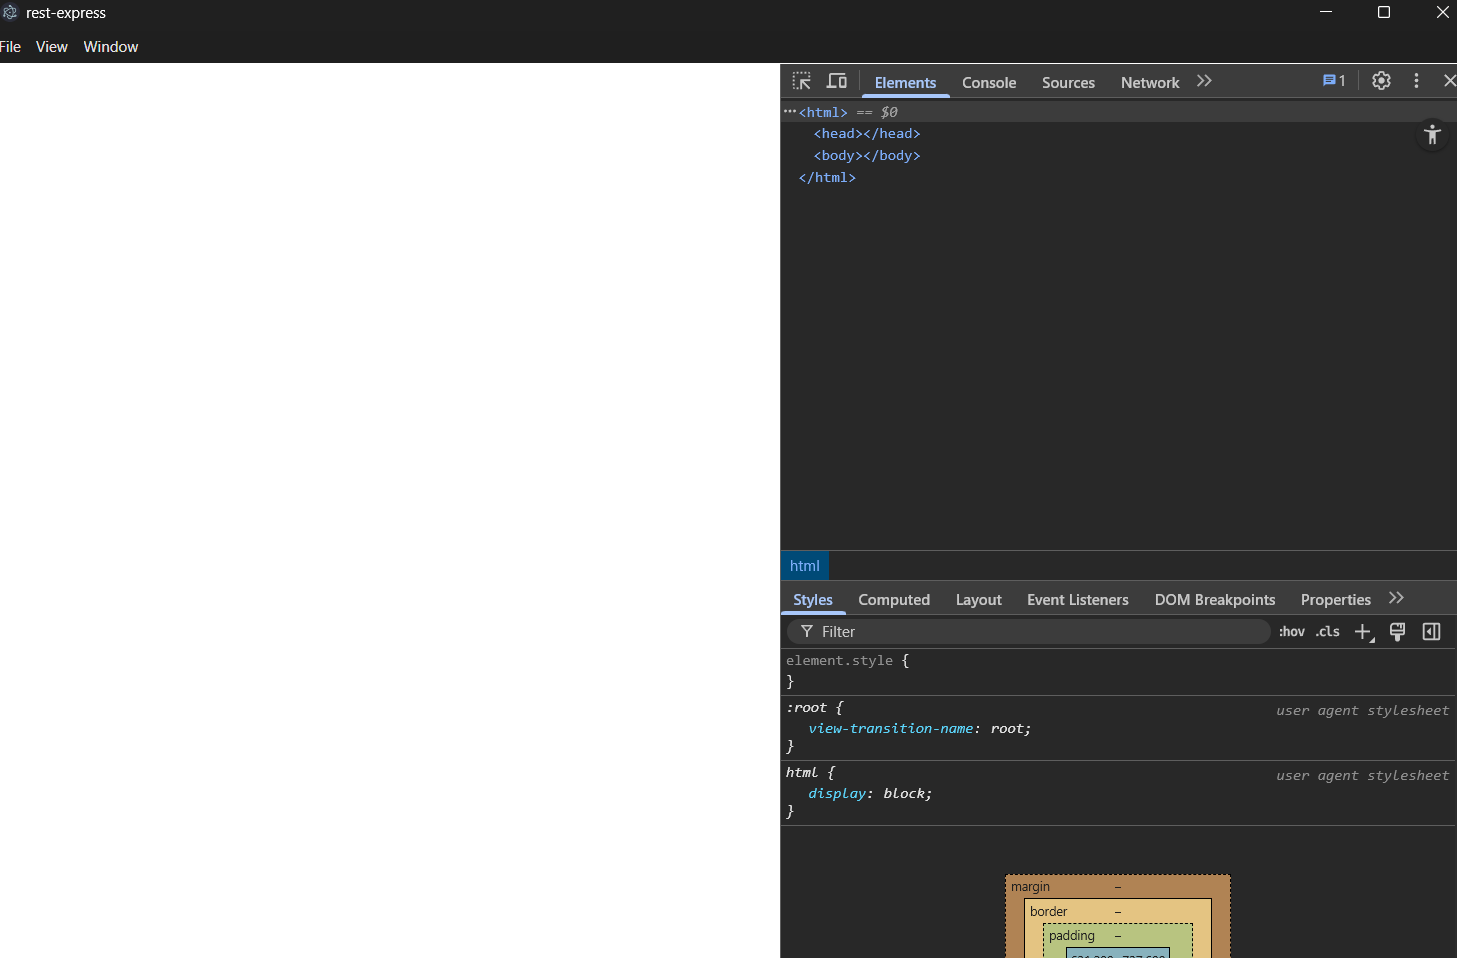 rest-express
File View Window
Elements Console Sources Network 1
<html> == $0
<head></head>
<body></body>
</html>
html
Styles Computed Layout Event Listeners DOM Breakpoints Properties
Filter :hov .cls
element.style {
}
:root { user agent stylesheet
view-transition-name: root;
}
html { user agent stylesheet
display: block;
}
margin –
border –
padding –